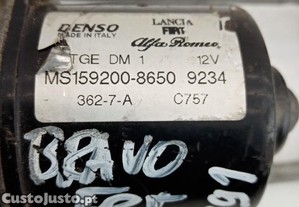 DENSO
MADE IN ITALY
LANCIA
FIAT
Alfa Romeo
TGE DM 1 12V
MS159200-8650 9234
362-7-A C757
BRAVO
91
CustoJusto.pt